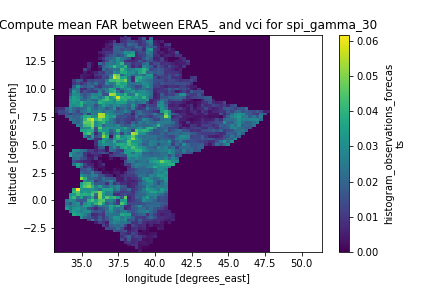 Compute mean FAR between ERA5_ and vci for spi_gamma_30
12.5
10.0
7.5
5.0
2.5
0.0
−2.5
latitude [degrees_north]
35.0 37.5 40.0 42.5 45.0 47.5 50.0
longitude [degrees_east]
0.06
0.05
0.04
0.03
0.02
0.01
0.00
histogram_observations_forecas
ts